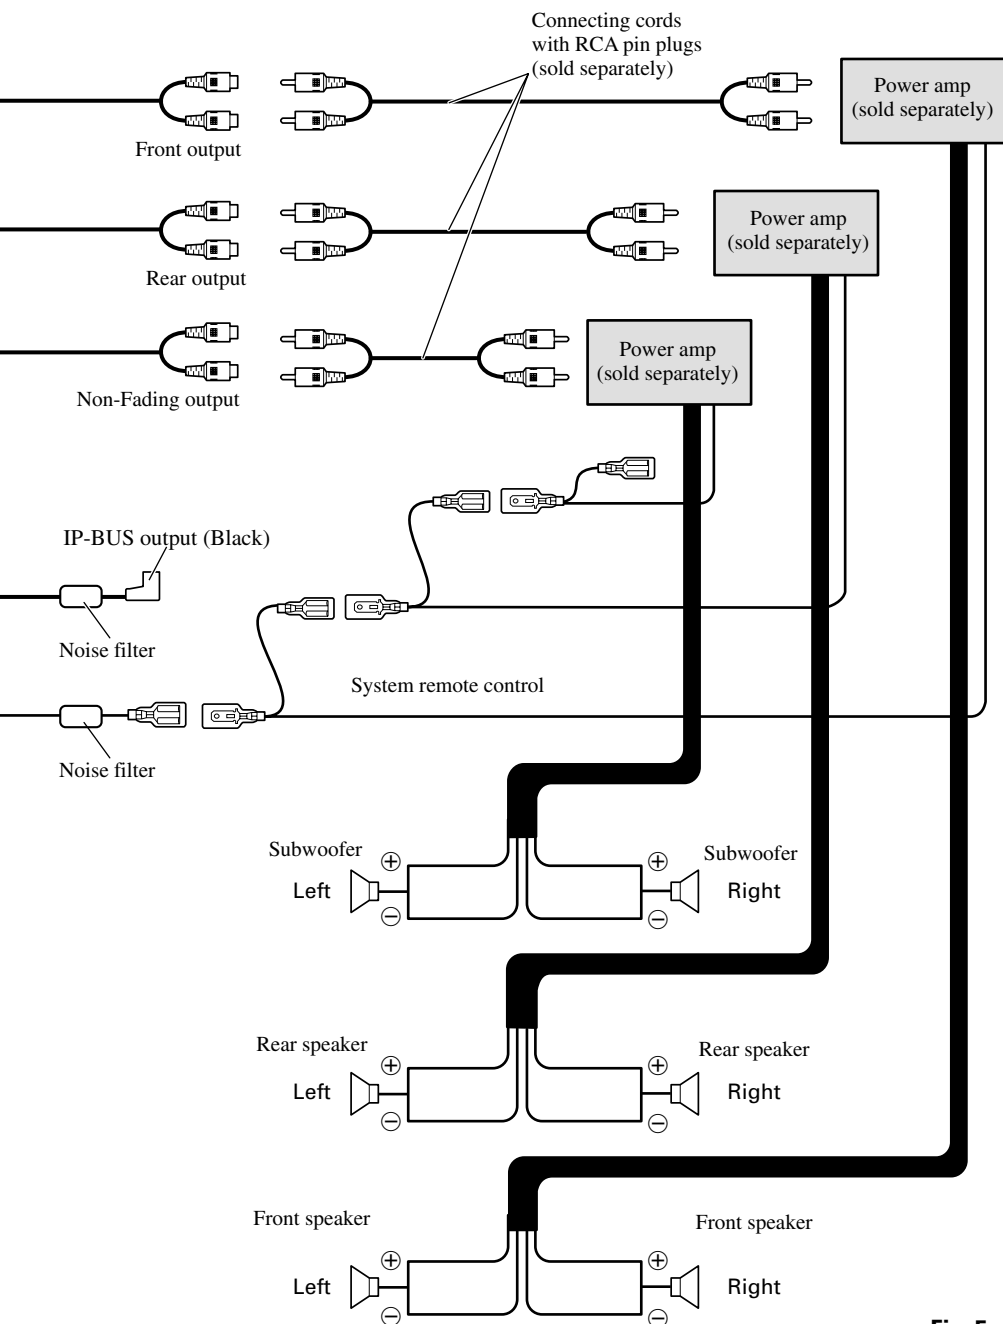 Connecting cords
with RCA pin plugs
(sold separately)
Power amp
(sold separately)
Front output
Power amp
(sold separately)
Rear output
Power amp
(sold separately)
Non-Fading output
IP-BUS output (Black)
Noise filter
System remote control
Noise filter
Subwoofer
Left
⊕
⊖
⊕
⊖
Subwoofer
Right
Rear speaker
Left
⊕
⊖
⊕
⊖
Rear speaker
Right
Front speaker
Left
⊕
⊖
⊕
⊖
Front speaker
Right